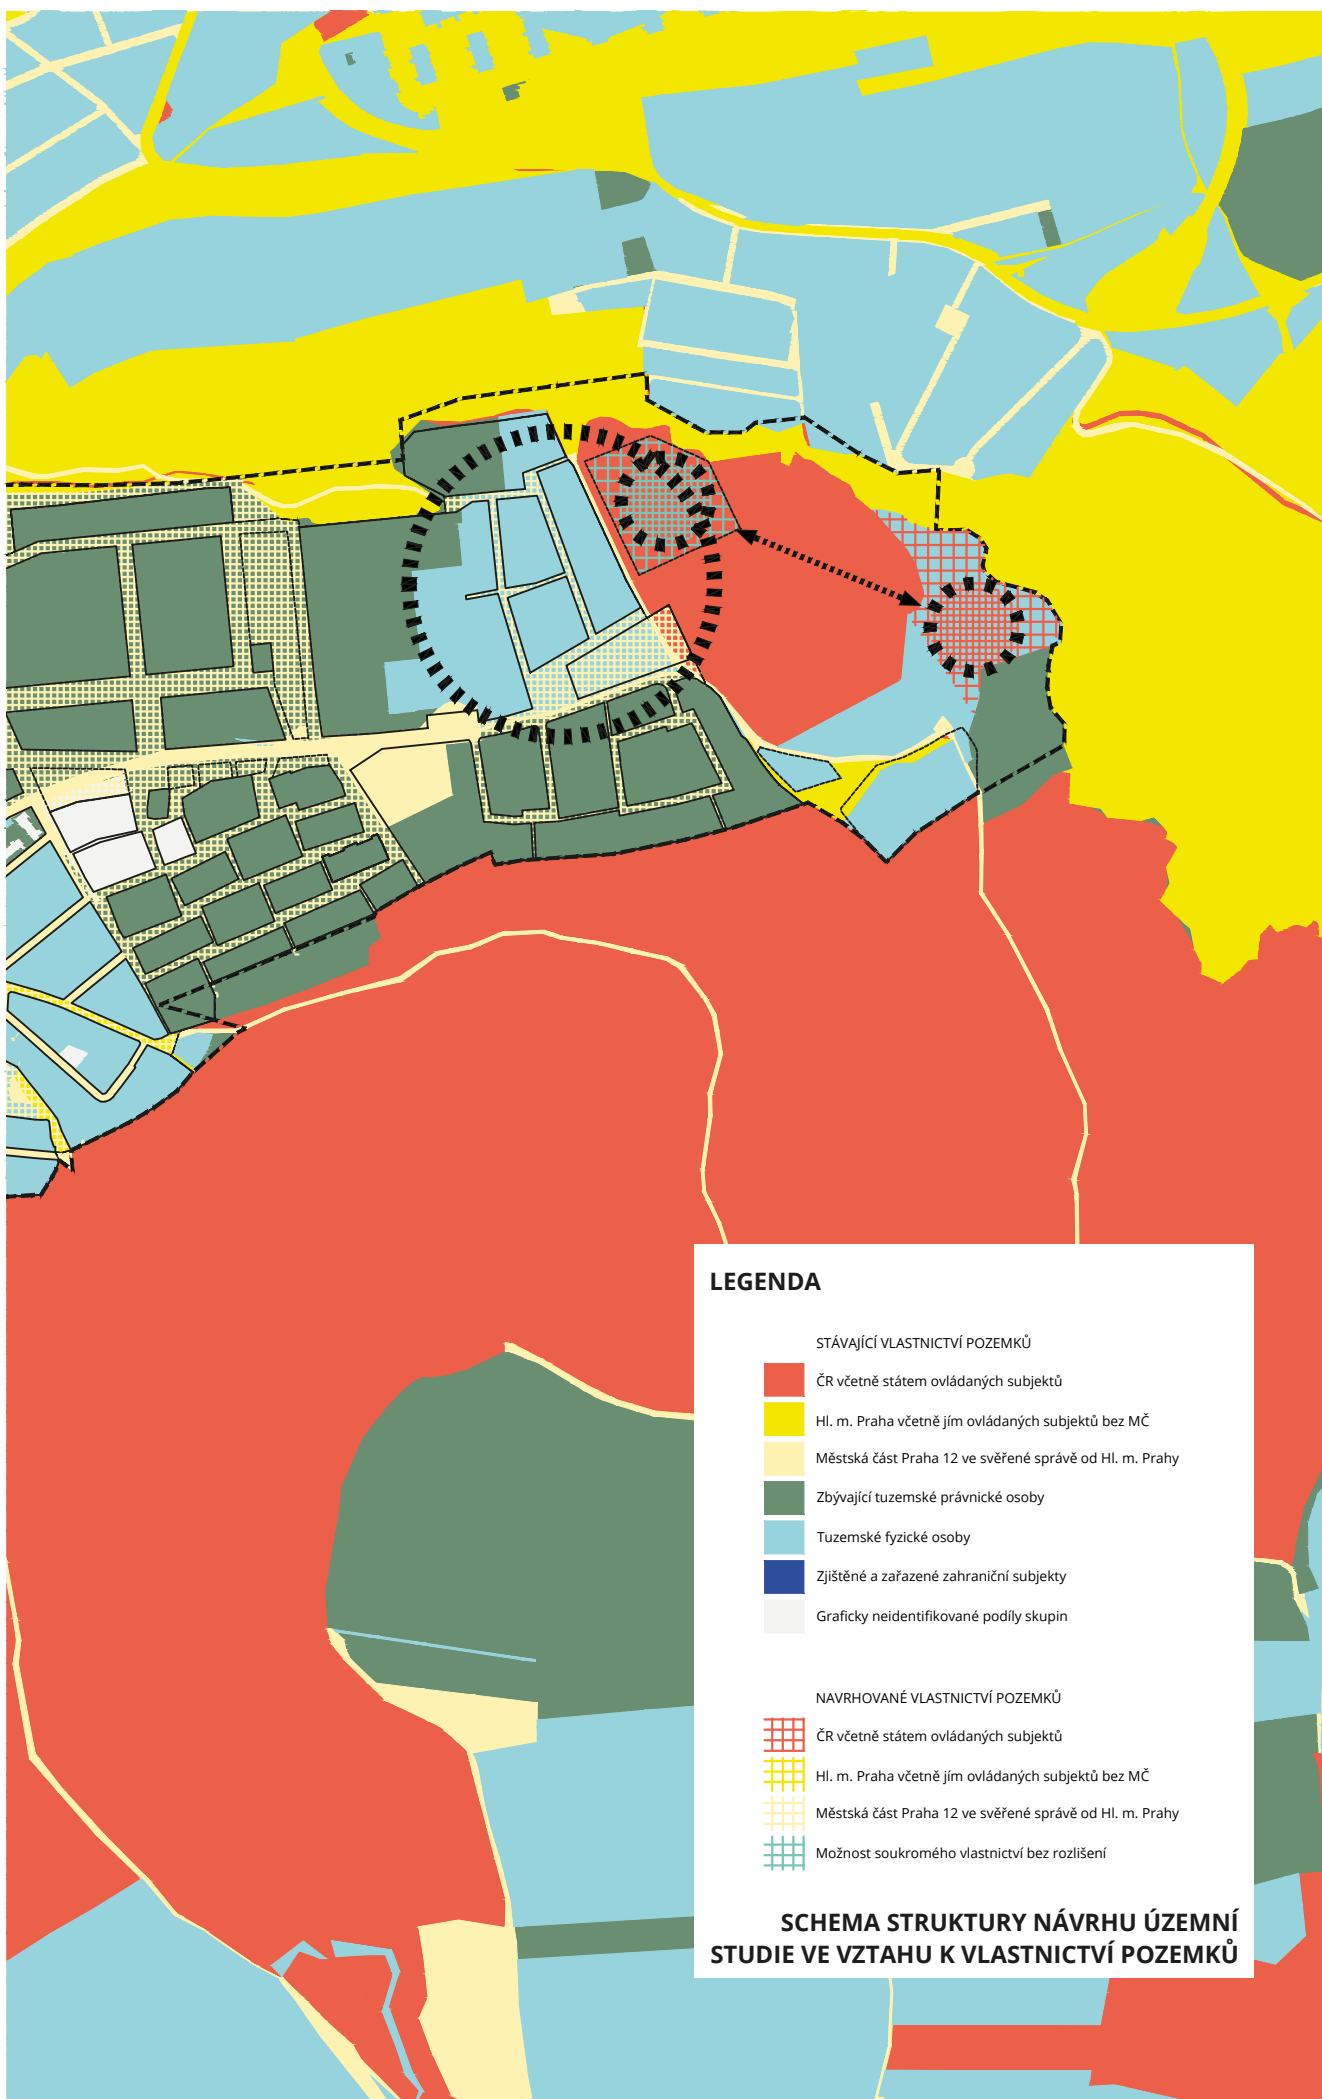 LEGENDA
STÁVAJÍCÍ VLASTNICTVÍ POZEMKŮ
ČR včetně státem ovládaných subjektů
Hl. m. Praha včetně jím ovládaných subjektů bez MČ
Městská část Praha 12 ve svěřené správě od Hl. m. Prahy
Zbývající tuzemské právnické osoby
Tuzemské fyzické osoby
Zjištěné a zařazené zahraniční subjekty
Graficky neidentifikované podíly skupin
NAVRHOVANÉ VLASTNICTVÍ POZEMKŮ
ČR včetně státem ovládaných subjektů
Hl. m. Praha včetně jím ovládaných subjektů bez MČ
Městská část Praha 12 ve svěřené správě od Hl. m. Prahy
Možnost soukromého vlastnictví bez rozlišení
SCHEMA STRUKTURY NÁVRHU ÚZEMNÍ
STUDIE VE VZTAHU K VLASTNICTVÍ POZEMKŮ